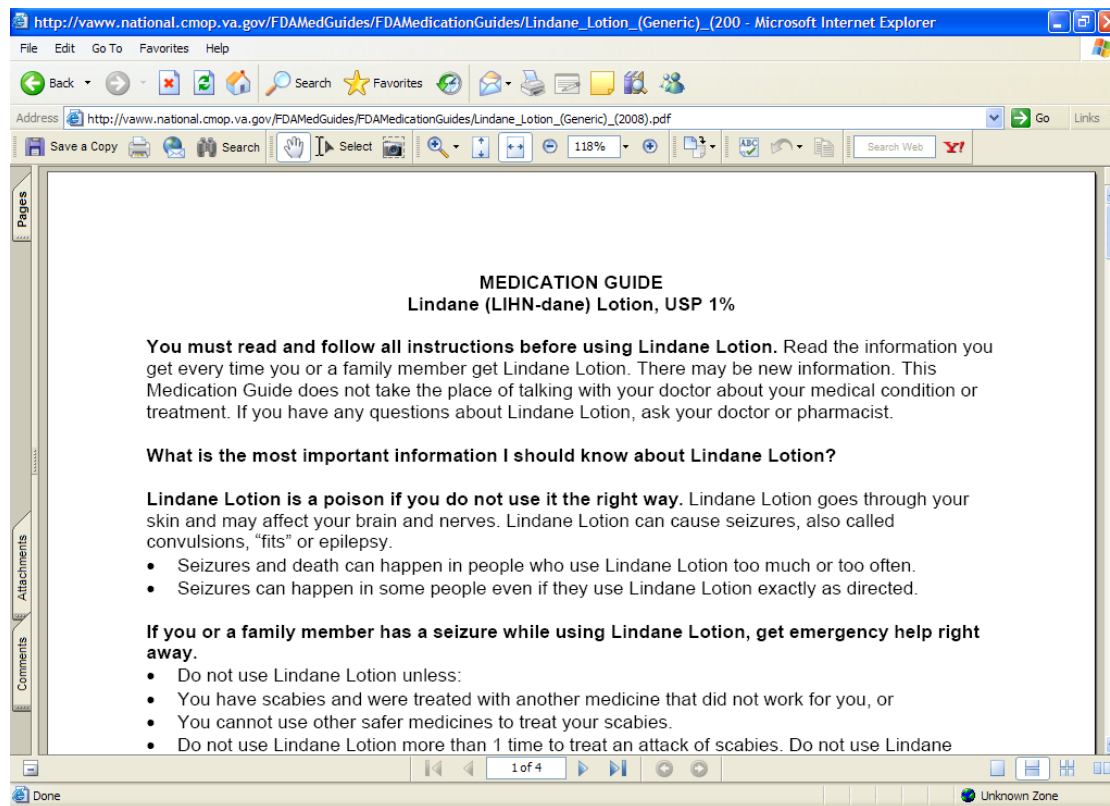 http://vaww.national.cmop.va.gov/FDAMedGuides/FDAMedicationGuides/Lindane_Lotion_(Generic)_(200 - Microsoft Internet Explorer
File Edit Go To Favorites Help
Back Search Favorites
Address http://vaww.national.cmop.va.gov/FDAMedGuides/FDAMedicationGuides/Lindane_Lotion_(Generic)_(2008).pdf Go Links
Save a Copy Search Select 118% Search Web Y!
Pages
Attachments
Comments
MEDICATION GUIDE
Lindane (LIHN-dane) Lotion, USP 1%
You must read and follow all instructions before using Lindane Lotion. Read the information you
get every time you or a family member get Lindane Lotion. There may be new information. This
Medication Guide does not take the place of talking with your doctor about your medical condition or
treatment. If you have any questions about Lindane Lotion, ask your doctor or pharmacist.
What is the most important information I should know about Lindane Lotion?
Lindane Lotion is a poison if you do not use it the right way. Lindane Lotion goes through your
skin and may affect your brain and nerves. Lindane Lotion can cause seizures, also called
convulsions, “fits” or epilepsy.
• Seizures and death can happen in people who use Lindane Lotion too much or too often.
• Seizures can happen in some people even if they use Lindane Lotion exactly as directed.
If you or a family member has a seizure while using Lindane Lotion, get emergency help right
away.
• Do not use Lindane Lotion unless:
• You have scabies and were treated with another medicine that did not work for you, or
• You cannot use other safer medicines to treat your scabies.
• Do not use Lindane Lotion more than 1 time to treat an attack of scabies. Do not use Lindane
1 of 4
Done Unknown Zone